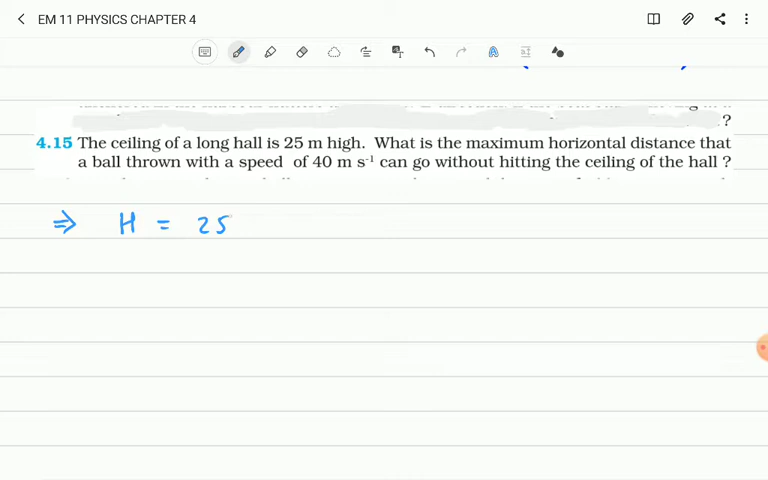 EM 11 PHYSICS CHAPTER 4
?
4.15 The ceiling of a long hall is 25 m high. What is the maximum horizontal distance that
a ball thrown with a speed of 40 m s⁻¹ can go without hitting the ceiling of the hall ?
⇒ H = 25